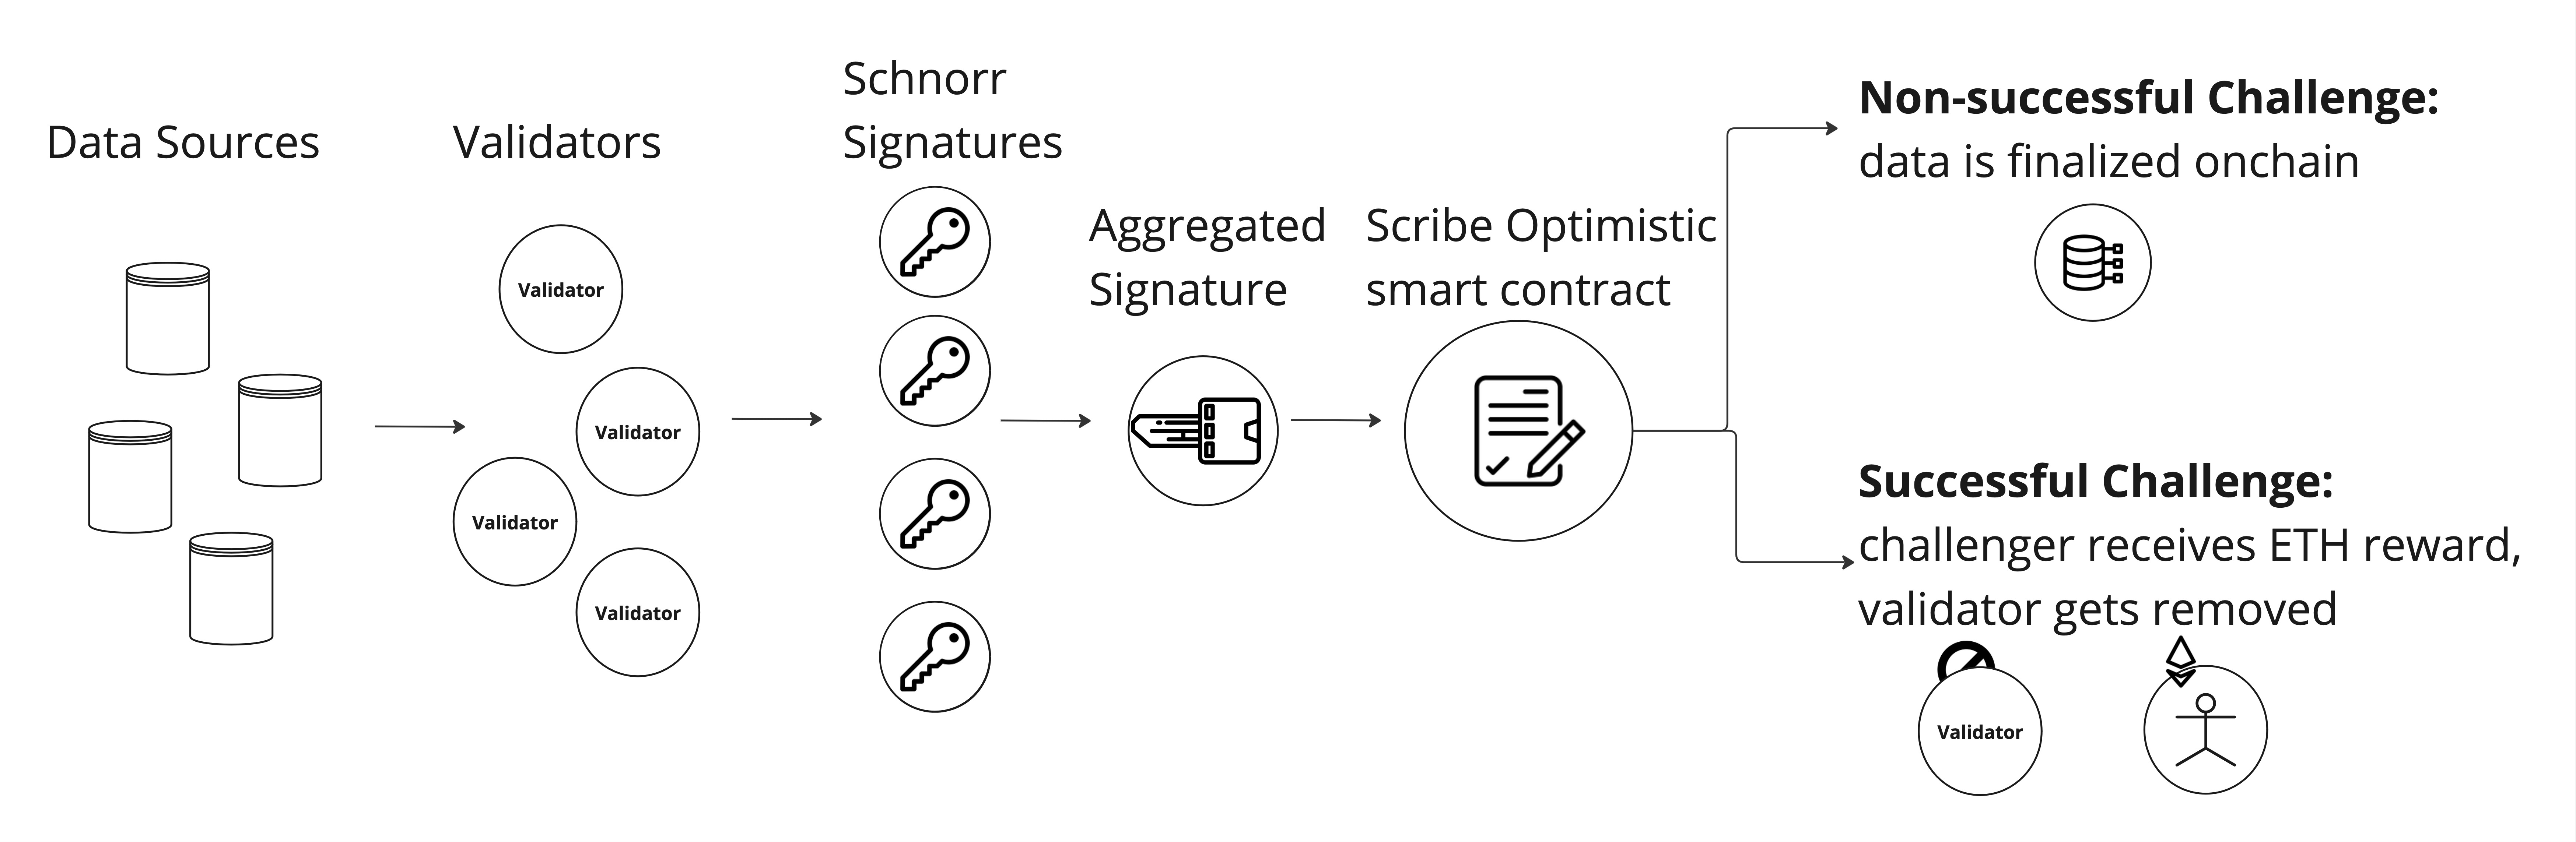 Data Sources
Validators
Validator
Validator
Validator
Validator
Schnorr
Signatures
Aggregated
Signature
Scribe Optimistic
smart contract
Non-successful Challenge:
data is finalized onchain
Successful Challenge:
challenger receives ETH reward,
validator gets removed
Validator